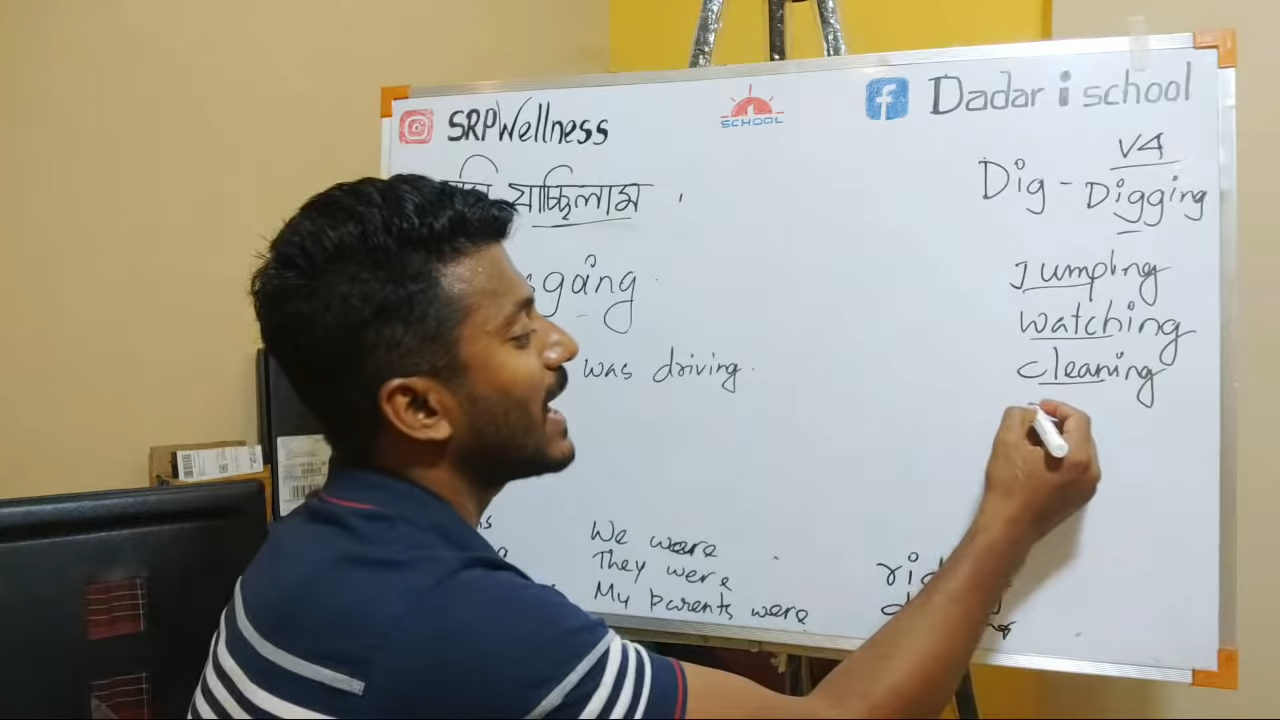 SRPWellness
SCHOOL
f Dadar i school
যাচ্ছিলাম
going
was driving.
V4
Dig - Digging
Jumping
watching
cleaning
We were
They were
My parents were